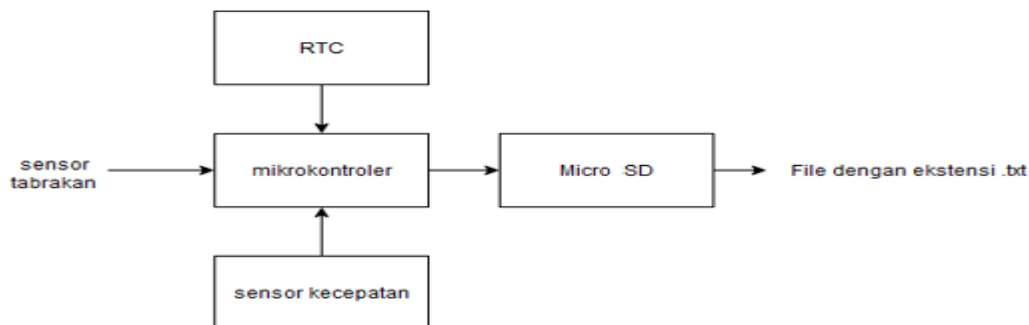 RTC
sensor
tabrakan
mikrokontroler
Micro SD
File dengan ekstensi .txt
sensor kecepatan